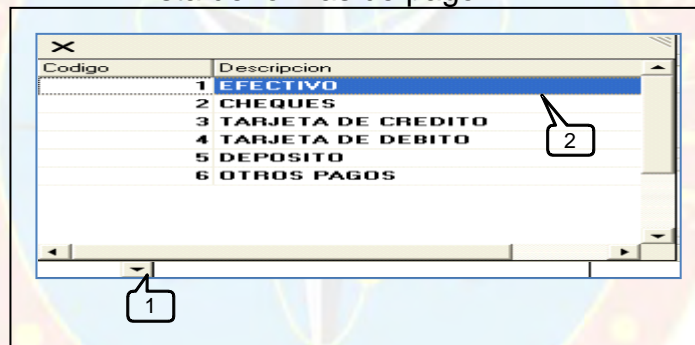 Codigo Descripcion
1 EFECTIVO
2 CHEQUES
3 TARJETA DE CREDITO
4 TARJETA DE DEBITO
5 DEPOSITO
6 OTROS PAGOS
2
1